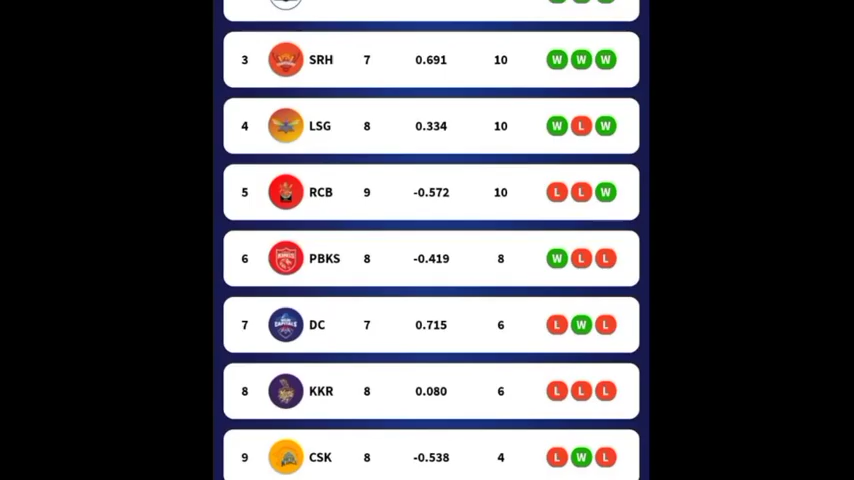 3 SRH 7 0.691 10 W W W
4 LSG 8 0.334 10 W L W
5 RCB 9 -0.572 10 L L W
6 PBKS 8 -0.419 8 W L L
7 DC 7 0.715 6 L W L
8 KKR 8 0.080 6 L L L
9 CSK 8 -0.538 4 L W L